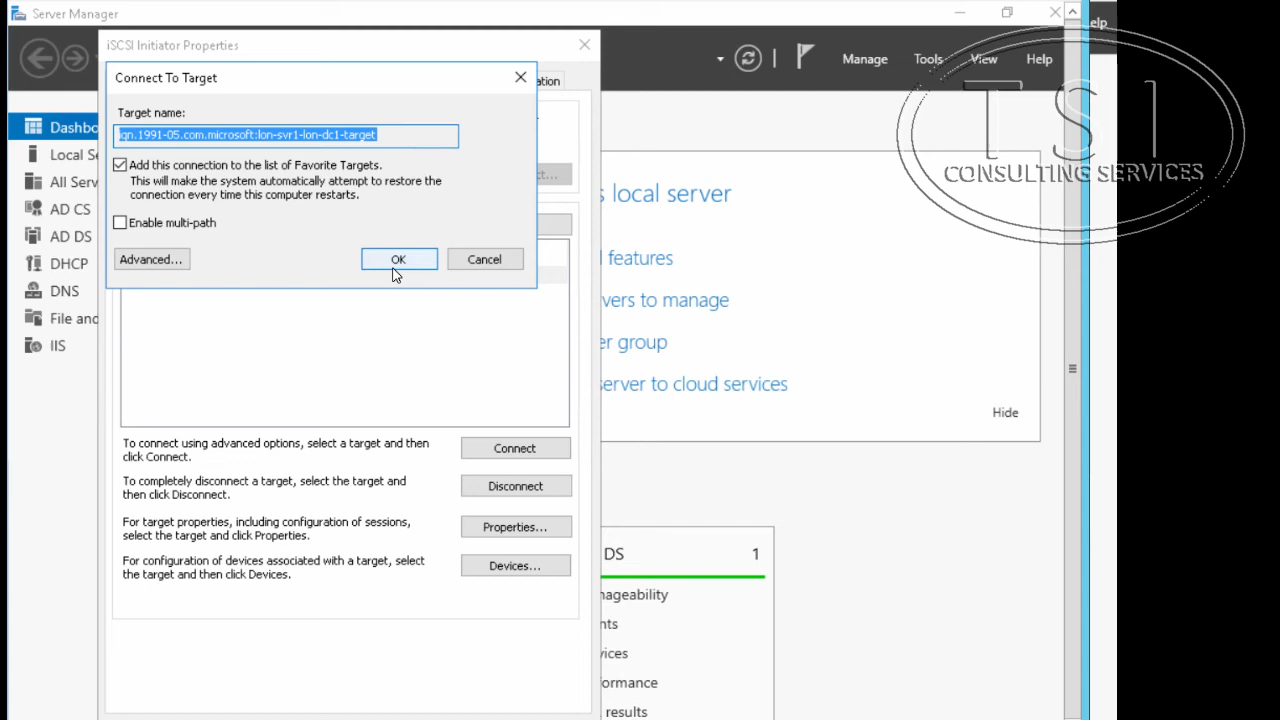 Server Manager
elp
Manage
Tools
View
Help
TSI
CONSULTING SERVICES
iSCSI Initiator Properties
Connect To Target
ation
Target name:
iqn.1991-05.com.microsoft:lon-svr1-lon-dc1-target
Add this connection to the list of Favorite Targets.
This will make the system automatically attempt to restore the
connection every time this computer restarts.
Enable multi-path
Advanced...
OK
Cancel
Dashbo
Local Se
All Serv
AD CS
AD DS
DHCP
DNS
File and
IIS
s local server
l features
vers to manage
er group
server to cloud services
Hide
To connect using advanced options, select a target and then
click Connect.
Connect
To completely disconnect a target, select the target and
then click Disconnect.
Disconnect
For target properties, including configuration of sessions,
select the target and click Properties.
Properties...
For configuration of devices associated with a target, select
the target and then click Devices.
Devices...
DS 1
nageability
nts
vices
ormance
results